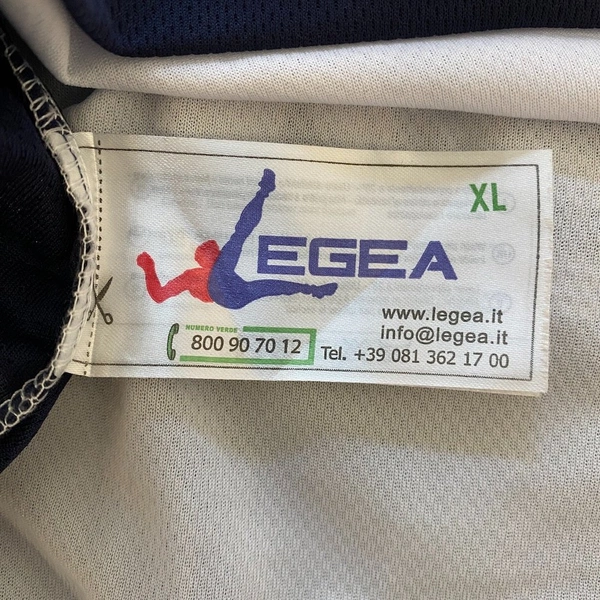 XL
LEGEA
www.legea.it
info@legea.it
NUMERO VERDE
800 90 70 12
Tel. +39 081 362 17 00